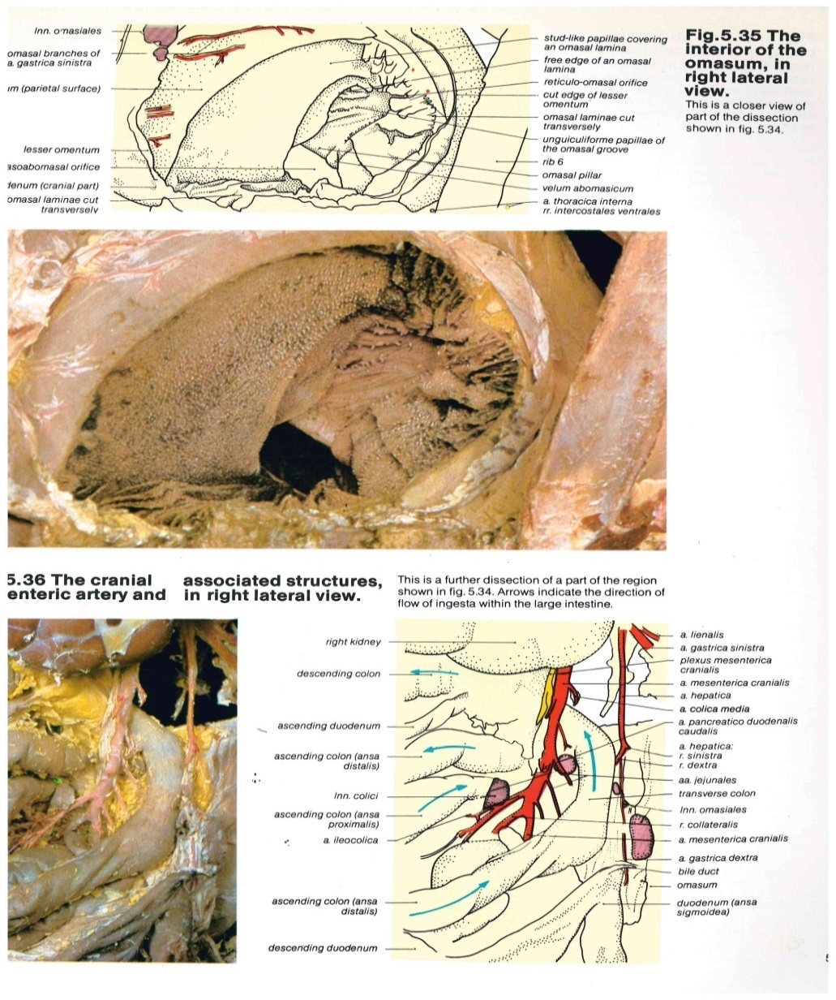 lnn. omasiales
omasal branches of
a. gastrica sinistra
(parietal surface)
lesser omentum
asoabomasal orifice
denum (cranial part)
omasal laminae cut
transversely
stud-like papillae covering
an omasal lamina
free edge of an omasal
lamina
reticulo-omasal orifice
cut edge of lesser
omentum
omasal laminae cut
transversely
unguiculiforme papillae of
the omasal groove
rib 6
omasal pillar
velum abomasicum
a. thoracica interna
rr. intercostales ventrales
Fig.5.35 The
interior of the
omasum, in
right lateral
view.
This is a closer view of
part of the dissection
shown in fig. 5.34.
5.36 The cranial
enteric artery and
associated structures,
in right lateral view.
This is a further dissection of a part of the region
shown in fig. 5.34. Arrows indicate the direction of
flow of ingesta within the large intestine.
right kidney
descending colon
ascending duodenum
ascending colon (ansa
distalis)
lnn. colici
ascending colon (ansa
proximalis)
a. ileocolica
ascending colon (ansa
distalis)
descending duodenum
a. lienalis
a. gastrica sinistra
plexus mesenterica
cranialis
a. mesenterica cranialis
a. hepatica
a. colica media
a. pancreatico duodenalis
caudalis
a. hepatica:
r. sinistra
r. dextra
aa. jejunales
transverse colon
lnn. omasiales
r. collateralis
a. mesenterica cranialis
a. gastrica dextra
bile duct
omasum
duodenum (ansa
sigmoidea)